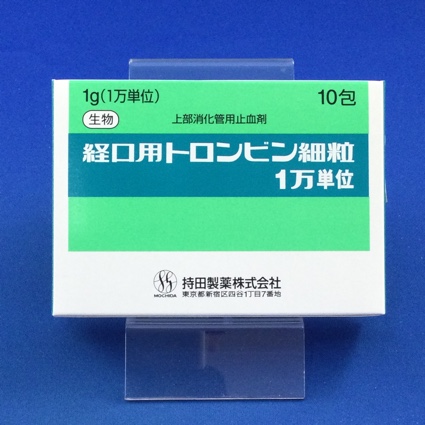 1g(1万単位) 10包
生物 上部消化管用止血剤
経口用トロンビン細粒
1万単位
MOCHIDA 持田製薬株式会社
東京都新宿区四谷1丁目7番地